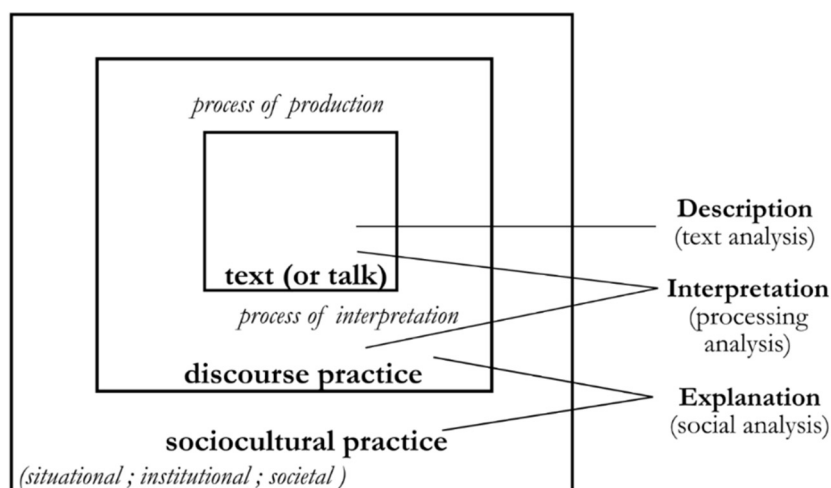 process of production
text (or talk)
process of interpretation
discourse practice
sociocultural practice
(situational ; institutional ; societal )
Description
(text analysis)
Interpretation
(processing
analysis)
Explanation
(social analysis)